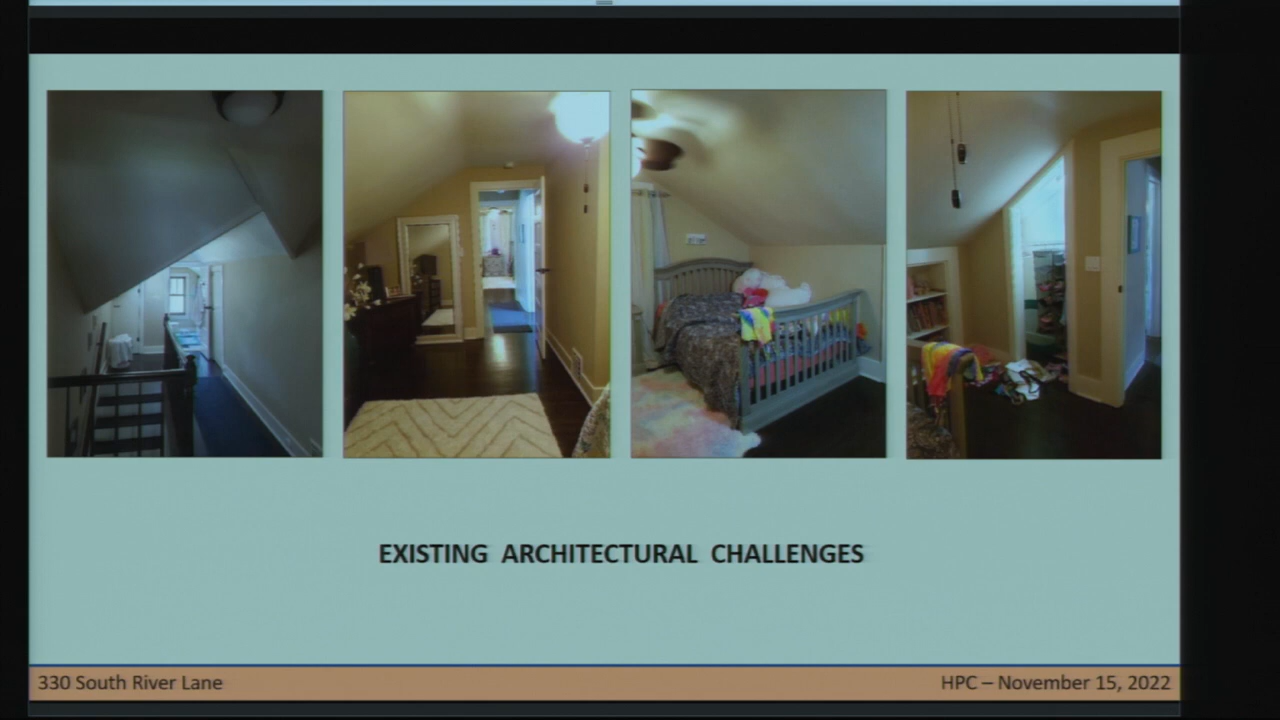 EXISTING ARCHITECTURAL CHALLENGES
330 South River Lane
HPC – November 15, 2022